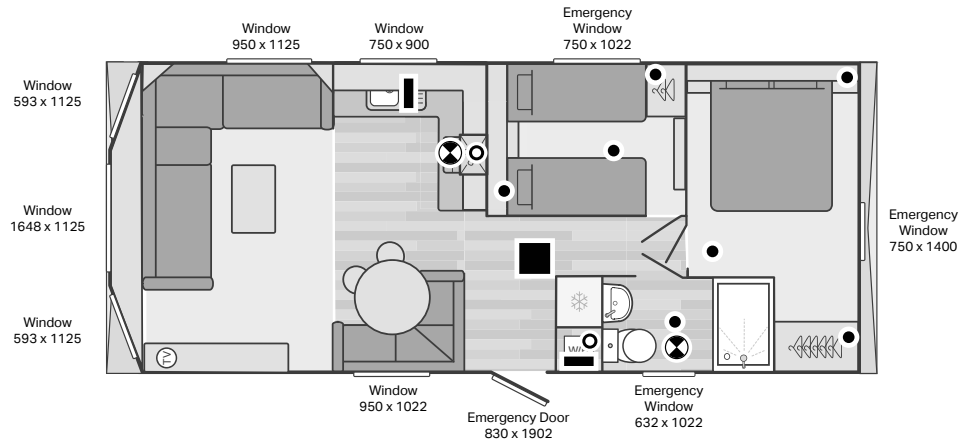 Emergency
Window
750 x 1022
Window
950 x 1125
Window
750 x 900
Window
593 x 1125
Window
1648 x 1125
Window
593 x 1125
Emergency
Window
750 x 1400
TV
Window
950 x 1022
Emergency Door
830 x 1902
Emergency
Window
632 x 1022